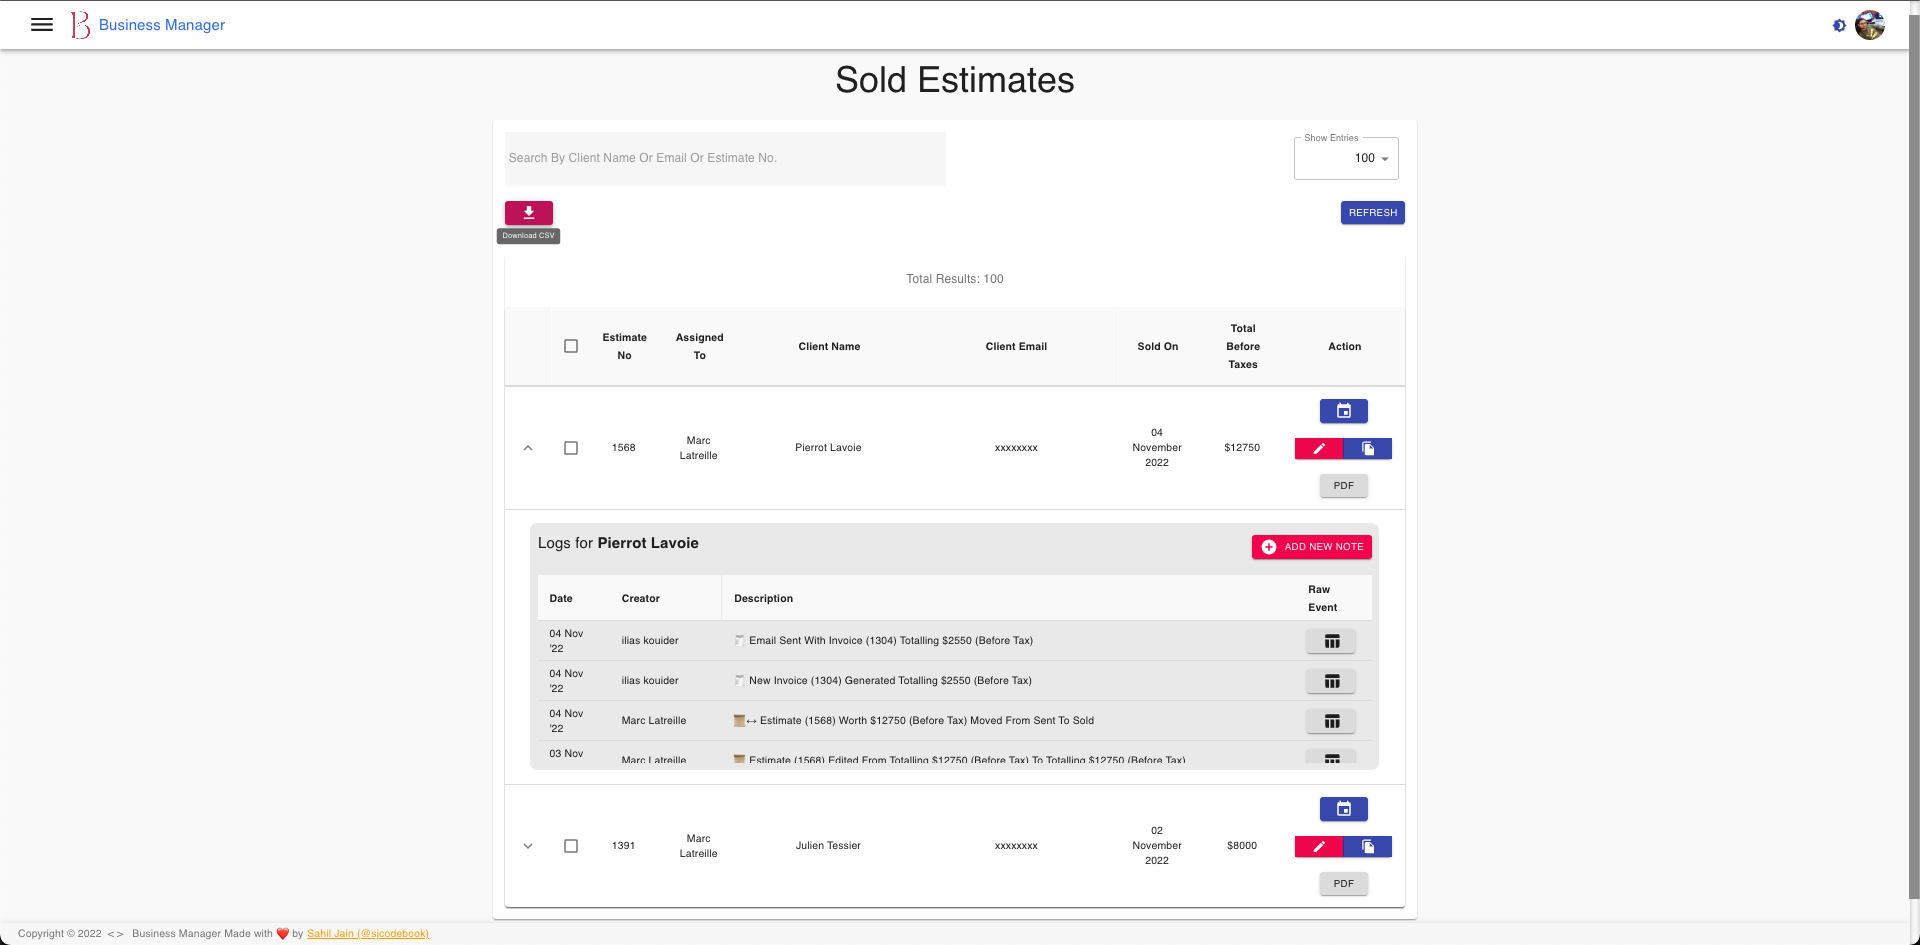 Business Manager
Sold Estimates
Search By Client Name Or Email Or Estimate No.
Show Entries
100
REFRESH
Download CSV
Total Results: 100
Estimate No
Assigned To
Client Name
Client Email
Sold On
Total Before Taxes
Action
1568
Marc Latreille
Pierrot Lavoie
xxxxxxxx
04 November 2022
$12750
PDF
Logs for Pierrot Lavoie
ADD NEW NOTE
Date
Creator
Description
Raw Event
04 Nov '22
ilias kouider
Email Sent With Invoice (1304) Totalling $2550 (Before Tax)
04 Nov '22
ilias kouider
New Invoice (1304) Generated Totalling $2550 (Before Tax)
04 Nov '22
Marc Latreille
↔ Estimate (1568) Worth $12750 (Before Tax) Moved From Sent To Sold
03 Nov
Marc Latreille
Estimate (1568) Edited From Totalling $12750 (Before Tax) To Totalling $12750 (Before Tax)
1391
Marc Latreille
Julien Tessier
xxxxxxxx
02 November 2022
$8000
PDF
Copyright © 2022 <> Business Manager Made with ❤️ by Sahil Jain (@sjcodebook)